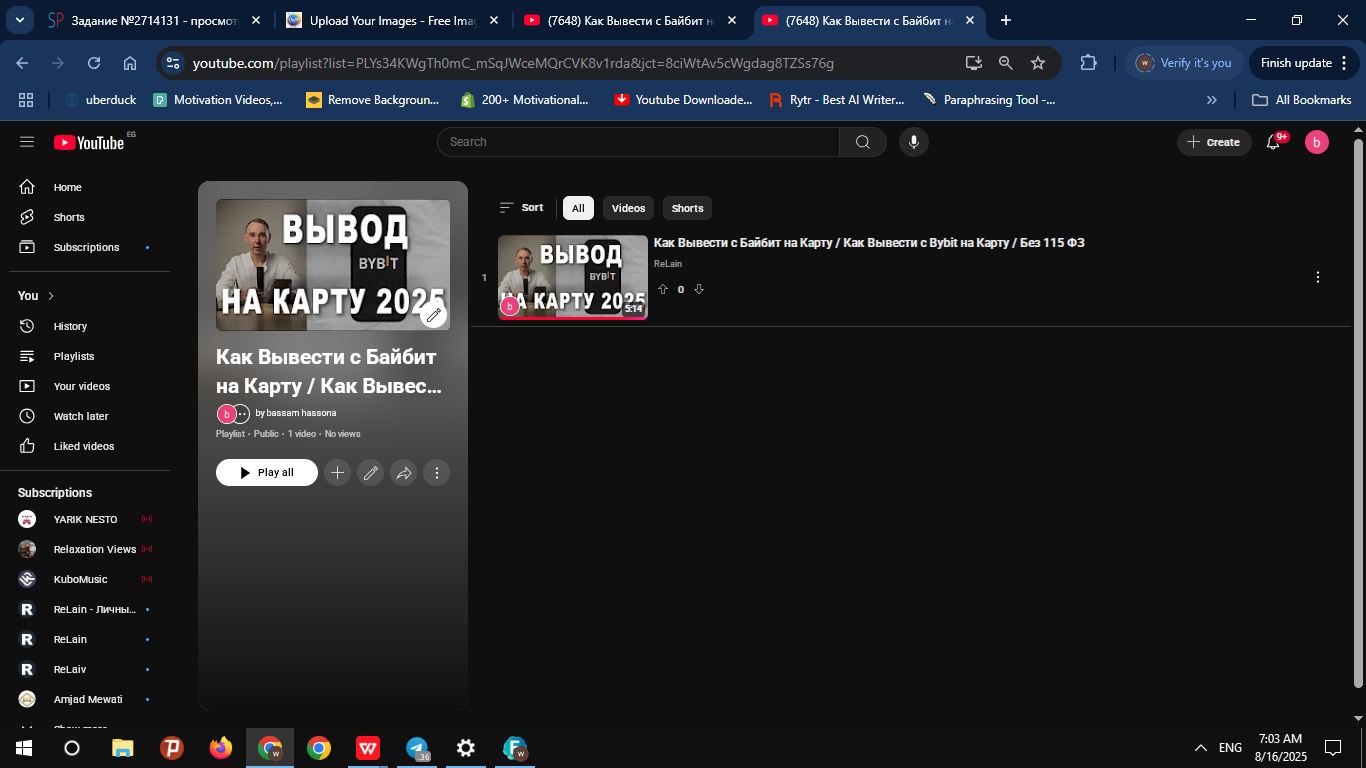 Задание №2714131 - просмотр
Upload Your Images - Free Imag
(7648) Как Вывести с Байбит н
(7648) Как Вывести с Байбит н
youtube.com/playlist?list=PLYs34KWgTh0mC_mSqJWceMQrCVK8v1rda&jct=8ciWtAv5cWgdag8TZSs76g
w
Verify it's you
Finish update
uberduck
Motivation Videos,...
Remove Backgroun...
200+ Motivational...
Youtube Downloade...
Rytr - Best AI Writer...
Paraphrasing Tool -...
»
All Bookmarks
YouTube
EG
Search
Create
9+
b
Home
Shorts
Subscriptions
You
History
Playlists
Your videos
Watch later
Liked videos
Subscriptions
YARIK NESTO
Relaxation Views
KuboMusic
ReLain - Личны...
ReLain
ReLaiv
Amjad Mewati
ВЫВОД
BYBIT
НА КАРТУ 2025
Как Вывести с Байбит
на Карту / Как Вывес...
b
by bassam hassona
Playlist • Public • 1 video • No views
Play all
Sort
All
Videos
Shorts
1
ВЫВОД
BYBIT
НА КАРТУ 2025
b
5:14
Как Вывести с Байбит на Карту / Как Вывести с Bybit на Карту / Без 115 ФЗ
ReLain
0
36
ENG
7:03 AM
8/16/2025